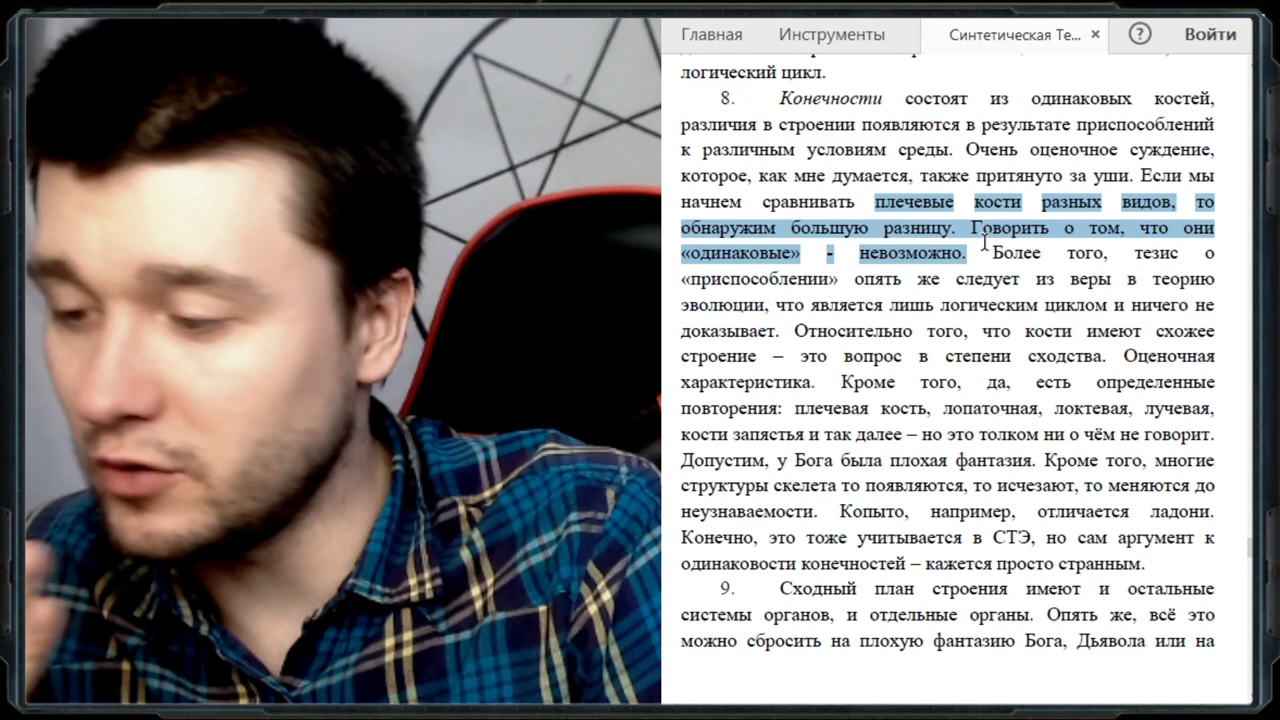 Главная Инструменты Синтетическая Те... × ? Войти
логический цикл.
8. Конечности состоят из одинаковых костей,
различия в строении появляются в результате приспособлений
к различным условиям среды. Очень оценочное суждение,
которое, как мне думается, также притянуто за уши. Если мы
начнем сравнивать плечевые кости разных видов, то
обнаружим большую разницу. Говорить о том, что они
«одинаковые» - невозможно. Более того, тезис о
«приспособлении» опять же следует из веры в теорию
эволюции, что является лишь логическим циклом и ничего не
доказывает. Относительно того, что кости имеют схожее
строение – это вопрос в степени сходства. Оценочная
характеристика. Кроме того, да, есть определенные
повторения: плечевая кость, лопаточная, локтевая, лучевая,
кости запястья и так далее – но это толком ни о чём не говорит.
Допустим, у Бога была плохая фантазия. Кроме того, многие
структуры скелета то появляются, то исчезают, то меняются до
неузнаваемости. Копыто, например, отличается ладони.
Конечно, это тоже учитывается в СТЭ, но сам аргумент к
одинаковости конечностей – кажется просто странным.
9. Сходный план строения имеют и остальные
системы органов, и отдельные органы. Опять же, всё это
можно сбросить на плохую фантазию Бога, Дьявола или на